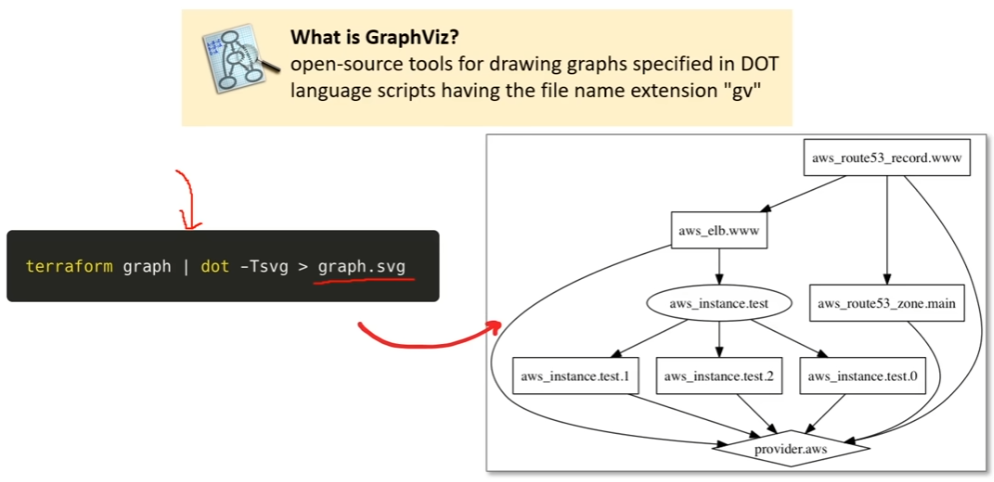 What is GraphViz?
open-source tools for drawing graphs specified in DOT
language scripts having the file name extension "gv"
terraform graph | dot -Tsvg > graph.svg
aws_route53_record.www
aws_elb.www
aws_instance.test
aws_route53_zone.main
aws_instance.test.1
aws_instance.test.2
aws_instance.test.0
provider.aws